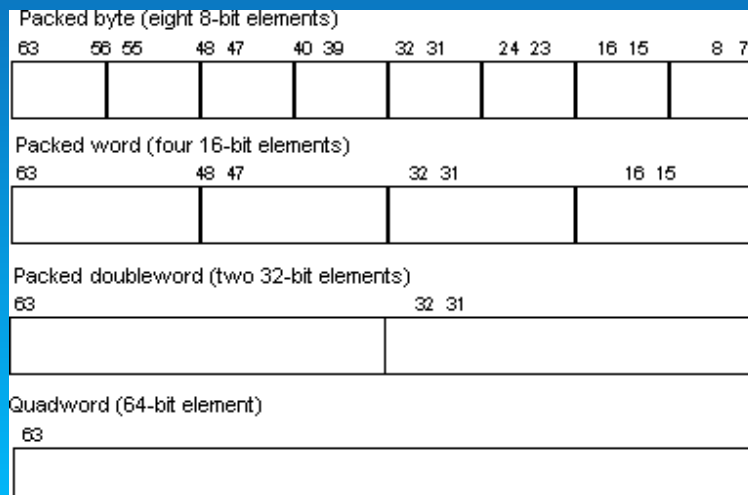 Packed byte (eight 8-bit elements)
63 56 55 48 47 40 39 32 31 24 23 16 15 8 7
Packed word (four 16-bit elements)
63 48 47 32 31 16 15
Packed doubleword (two 32-bit elements)
63 32 31
Quadword (64-bit element)
63